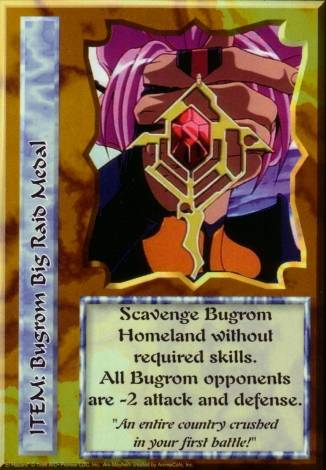 ITEM: Bugrom Big Raid Medal
Scavenge Bugrom
Homeland without
required skills.
All Bugrom opponents
are -2 attack and defense.
"An entire country crushed
in your first battle!"